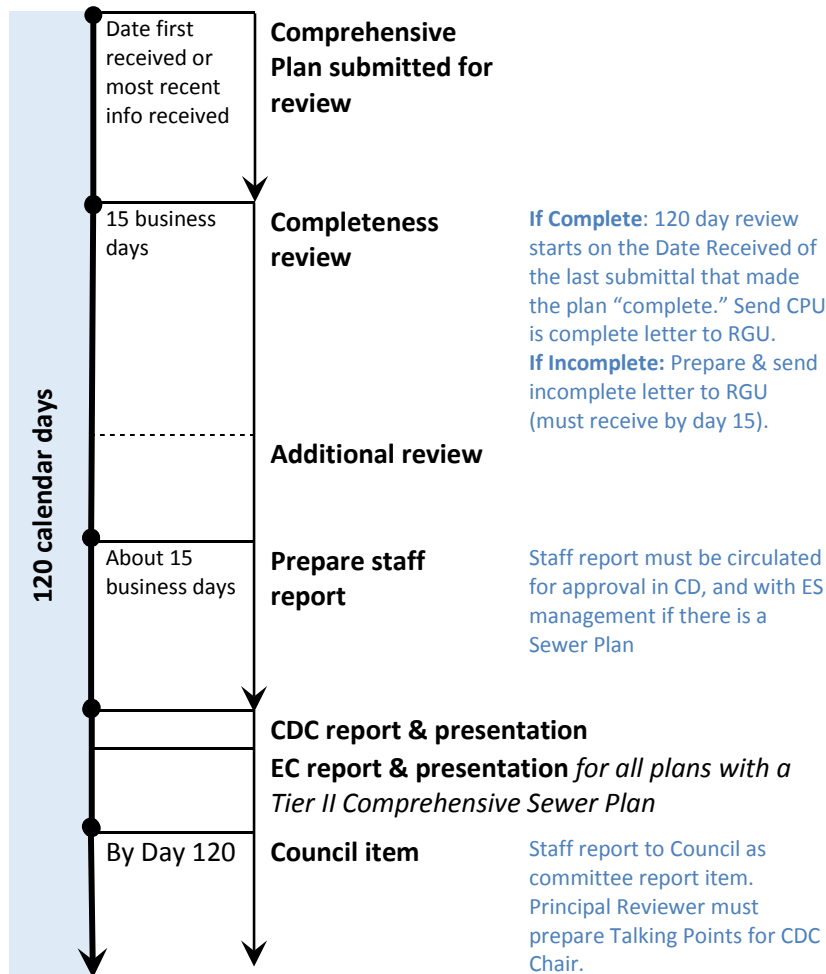 Date first
received or
most recent
info received
Comprehensive
Plan submitted for
review
15 business
days
Completeness
review
If Complete: 120 day review
starts on the Date Received of
the last submittal that made
the plan “complete.” Send CPU
is complete letter to RGU.
If Incomplete: Prepare & send
incomplete letter to RGU
(must receive by day 15).
120 calendar days
Additional review
About 15
business days
Prepare staff
report
Staff report must be circulated
for approval in CD, and with ES
management if there is a
Sewer Plan
CDC report & presentation
EC report & presentation for all plans with a
Tier II Comprehensive Sewer Plan
By Day 120
Council item
Staff report to Council as
committee report item.
Principal Reviewer must
prepare Talking Points for CDC
Chair.